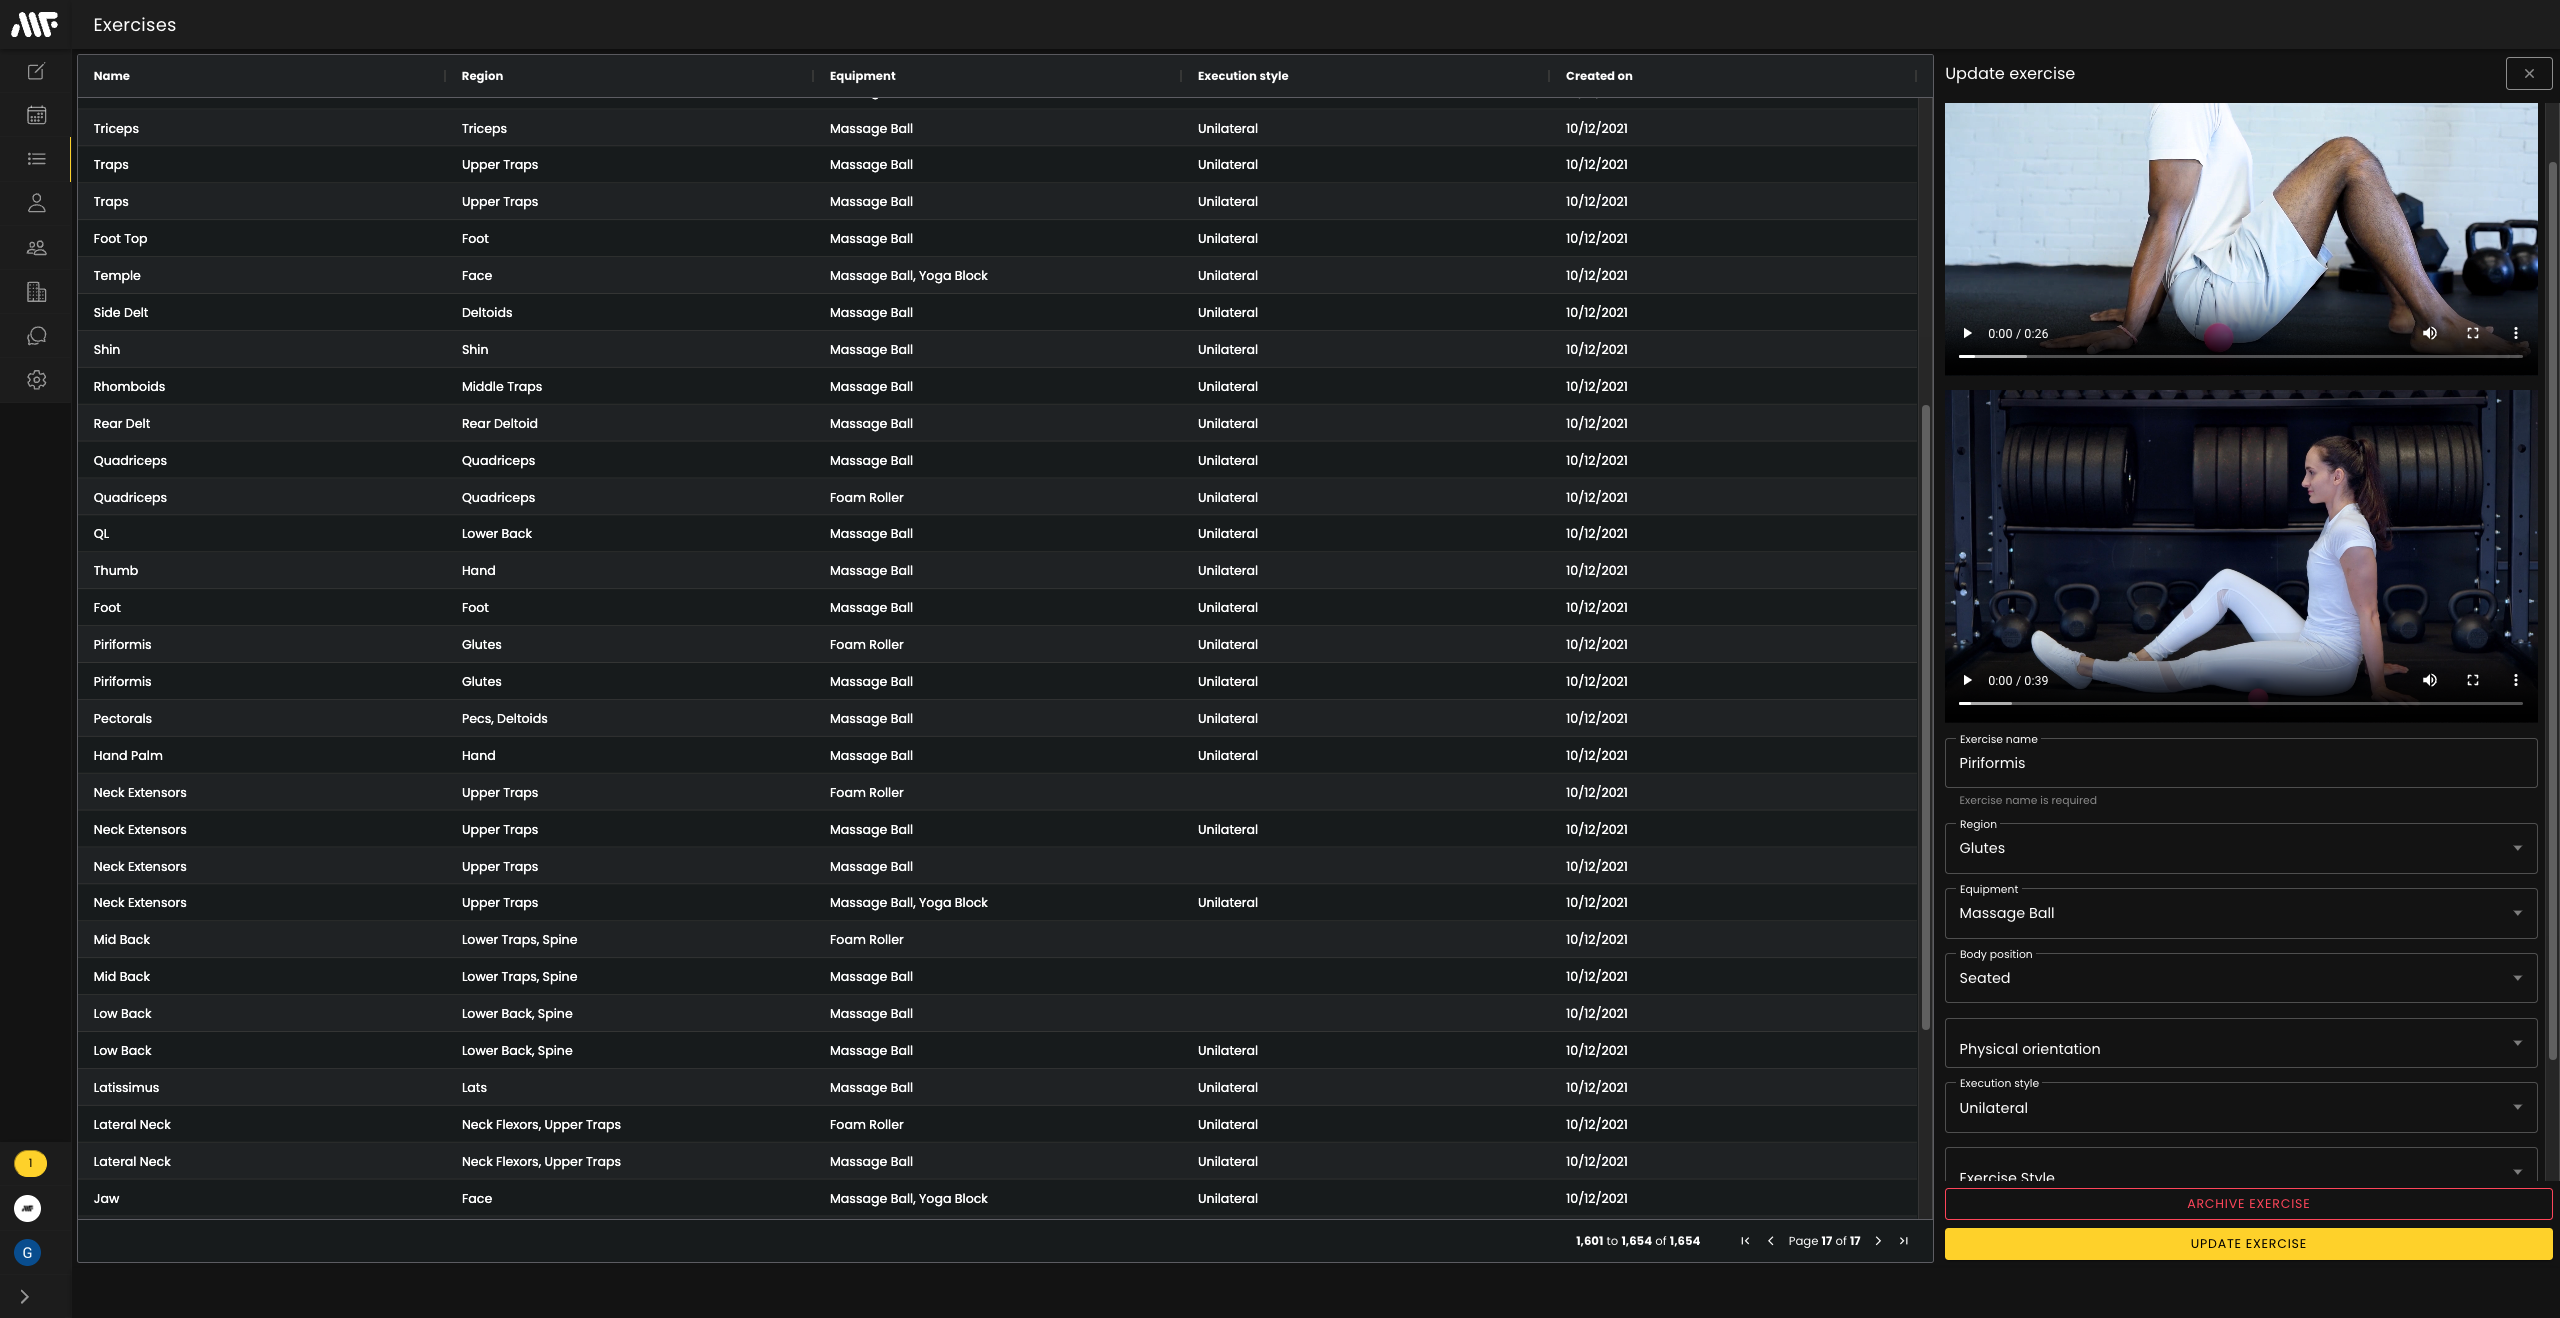 Exercises
Name Region Equipment Execution style Created on
Triceps Triceps Massage Ball Unilateral 10/12/2021
Traps Upper Traps Massage Ball Unilateral 10/12/2021
Traps Upper Traps Massage Ball Unilateral 10/12/2021
Foot Top Foot Massage Ball Unilateral 10/12/2021
Temple Face Massage Ball, Yoga Block Unilateral 10/12/2021
Side Delt Deltoids Massage Ball Unilateral 10/12/2021
Shin Shin Massage Ball Unilateral 10/12/2021
Rhomboids Middle Traps Massage Ball Unilateral 10/12/2021
Rear Delt Rear Deltoid Massage Ball Unilateral 10/12/2021
Quadriceps Quadriceps Massage Ball Unilateral 10/12/2021
Quadriceps Quadriceps Foam Roller Unilateral 10/12/2021
QL Lower Back Massage Ball Unilateral 10/12/2021
Thumb Hand Massage Ball Unilateral 10/12/2021
Foot Foot Massage Ball Unilateral 10/12/2021
Piriformis Glutes Foam Roller Unilateral 10/12/2021
Piriformis Glutes Massage Ball Unilateral 10/12/2021
Pectorals Pecs, Deltoids Massage Ball Unilateral 10/12/2021
Hand Palm Hand Massage Ball Unilateral 10/12/2021
Neck Extensors Upper Traps Foam Roller 10/12/2021
Neck Extensors Upper Traps Massage Ball Unilateral 10/12/2021
Neck Extensors Upper Traps Massage Ball 10/12/2021
Neck Extensors Upper Traps Massage Ball, Yoga Block Unilateral 10/12/2021
Mid Back Lower Traps, Spine Foam Roller 10/12/2021
Mid Back Lower Traps, Spine Massage Ball 10/12/2021
Low Back Lower Back, Spine Massage Ball 10/12/2021
Low Back Lower Back, Spine Massage Ball Unilateral 10/12/2021
Latissimus Lats Massage Ball Unilateral 10/12/2021
Lateral Neck Neck Flexors, Upper Traps Foam Roller Unilateral 10/12/2021
Lateral Neck Neck Flexors, Upper Traps Massage Ball Unilateral 10/12/2021
Jaw Face Massage Ball, Yoga Block Unilateral 10/12/2021
1,601 to 1,654 of 1,654 Page 17 of 17
Update exercise
0:00 / 0:26
0:00 / 0:39
Exercise name
Piriformis
Exercise name is required
Region
Glutes
Equipment
Massage Ball
Body position
Seated
Physical orientation
Execution style
Unilateral
Exercise Style
ARCHIVE EXERCISE
UPDATE EXERCISE
1
G